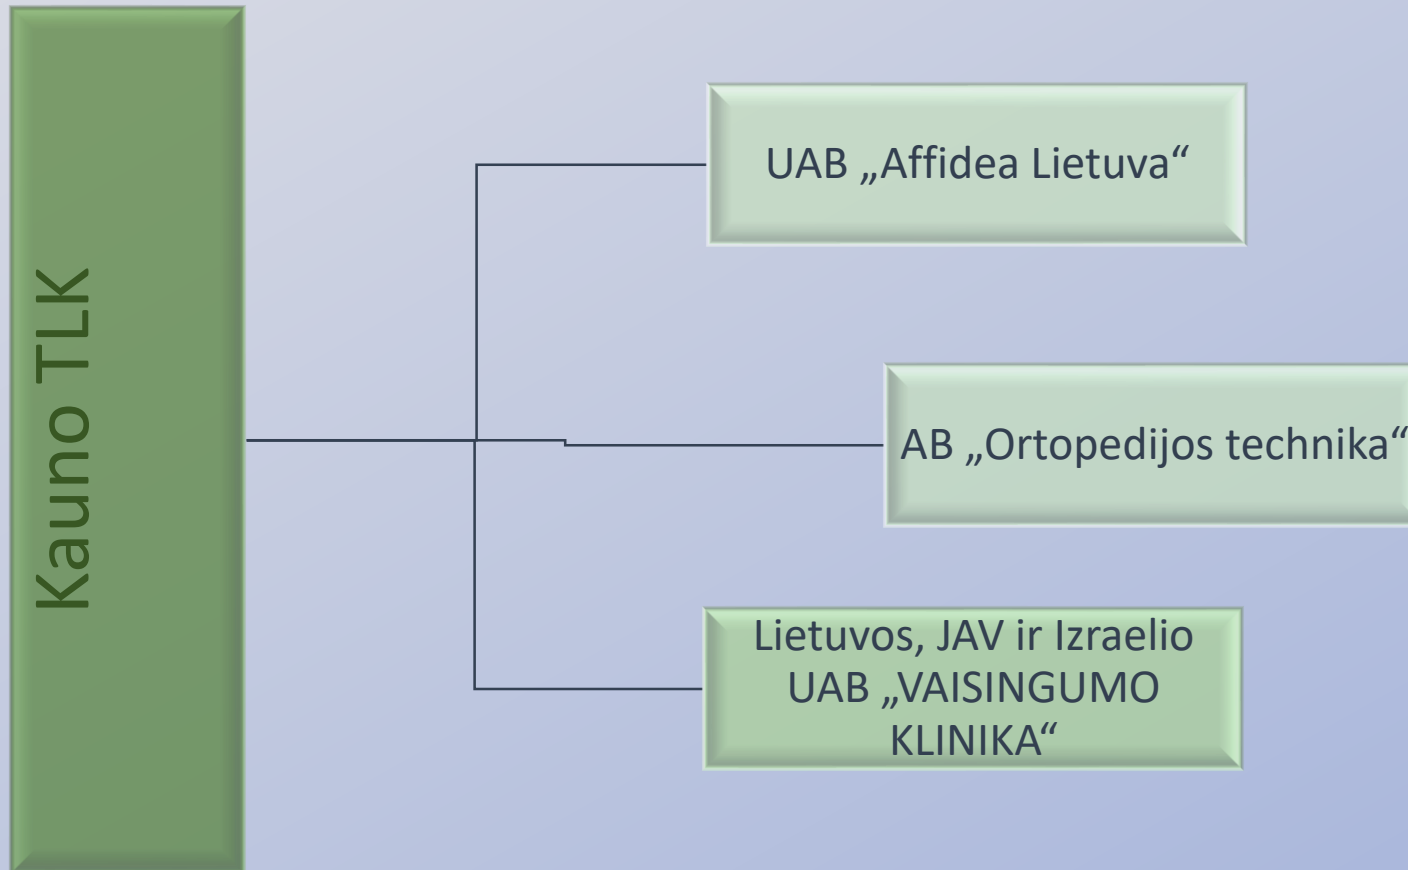 Kauno TLK
UAB „Affidea Lietuva“
AB „Ortopedijos technika“
Lietuvos, JAV ir Izraelio
UAB „VAISINGUMO
KLINIKA“